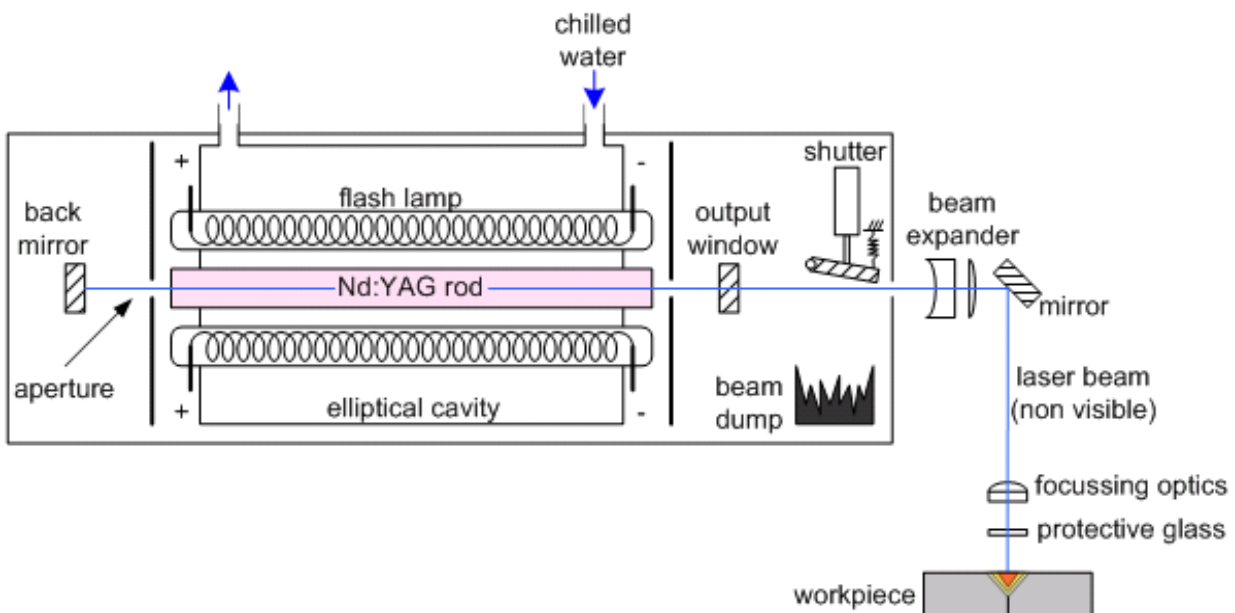 chilled
water
shutter
+
-
flash lamp
back
mirror
output
window
beam
expander
Nd:YAG rod
mirror
aperture
elliptical cavity
+
-
beam
dump
laser beam
(non visible)
focussing optics
protective glass
workpiece